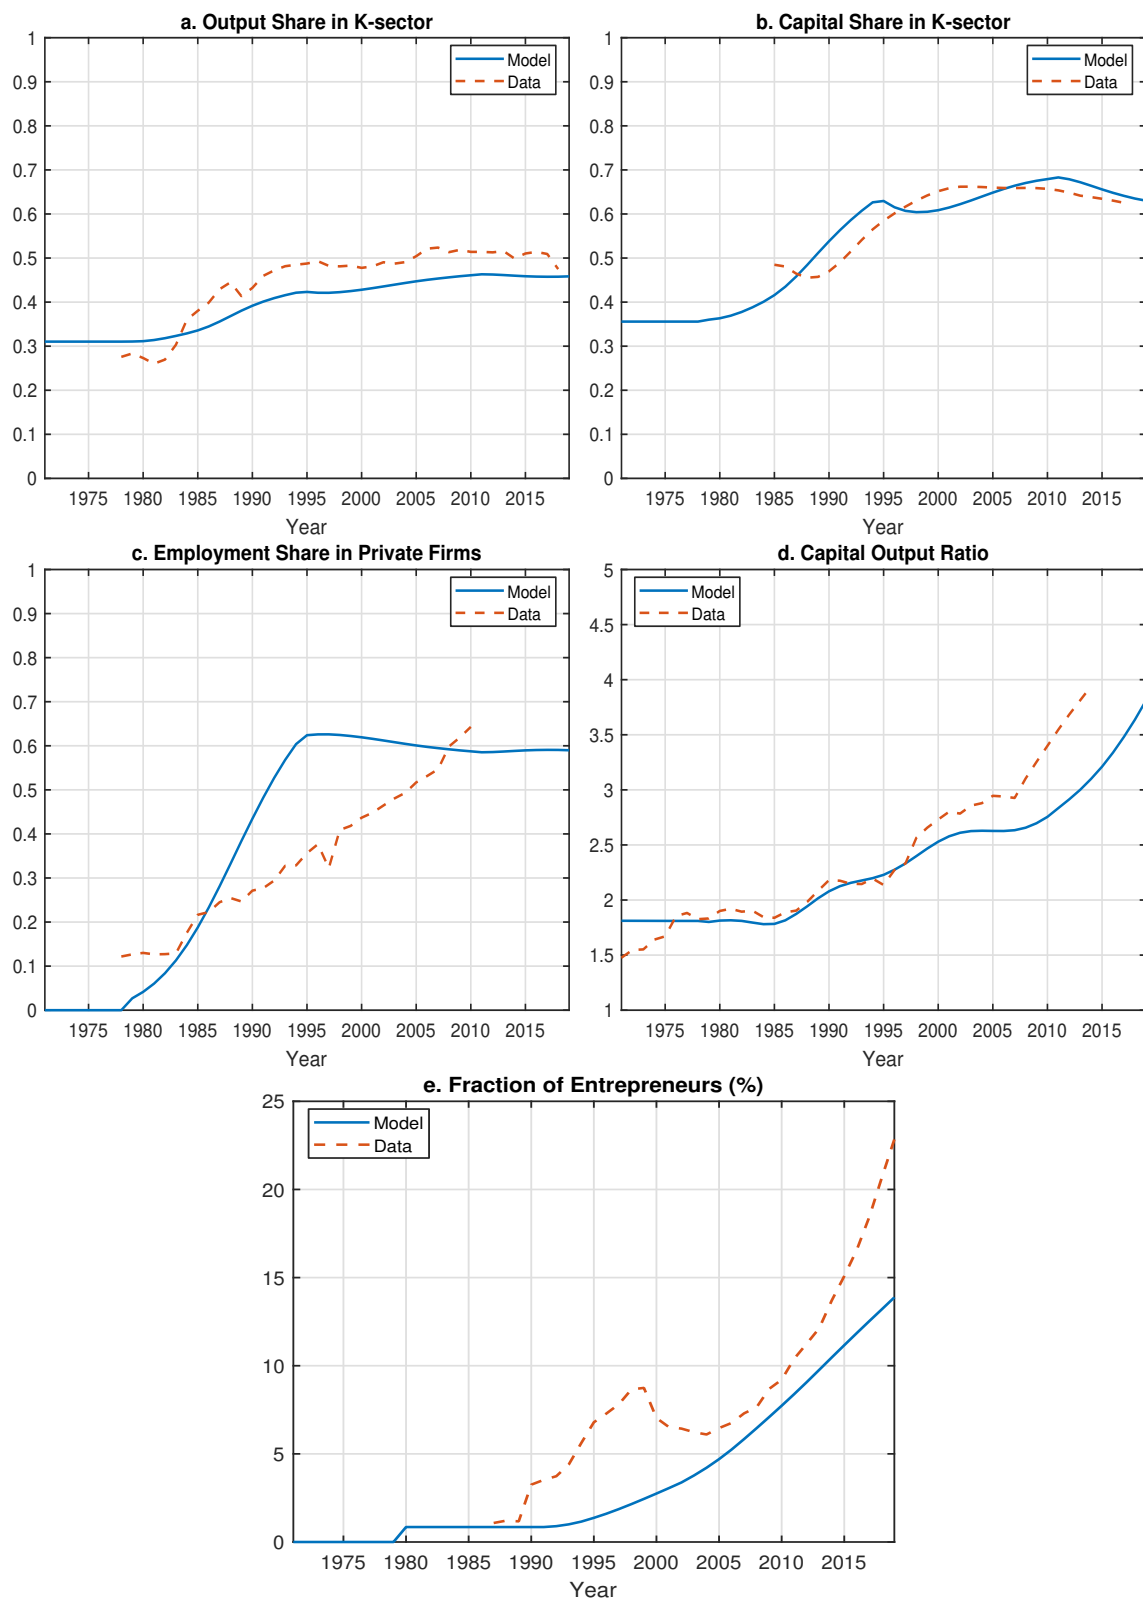 a. Output Share in K-sector
1
0.9
0.8
0.7
0.6
0.5
0.4
0.3
0.2
0.1
0
Model
Data
1975 1980 1985 1990 1995 2000 2005 2010 2015
Year
b. Capital Share in K-sector
1
0.9
0.8
0.7
0.6
0.5
0.4
0.3
0.2
0.1
0
Model
Data
1975 1980 1985 1990 1995 2000 2005 2010 2015
Year
c. Employment Share in Private Firms
1
0.9
0.8
0.7
0.6
0.5
0.4
0.3
0.2
0.1
0
Model
Data
1975 1980 1985 1990 1995 2000 2005 2010 2015
Year
d. Capital Output Ratio
5
4.5
4
3.5
3
2.5
2
1.5
1
Model
Data
1975 1980 1985 1990 1995 2000 2005 2010 2015
Year
e. Fraction of Entrepreneurs (%)
25
20
15
10
5
0
Model
Data
1975 1980 1985 1990 1995 2000 2005 2010 2015
Year